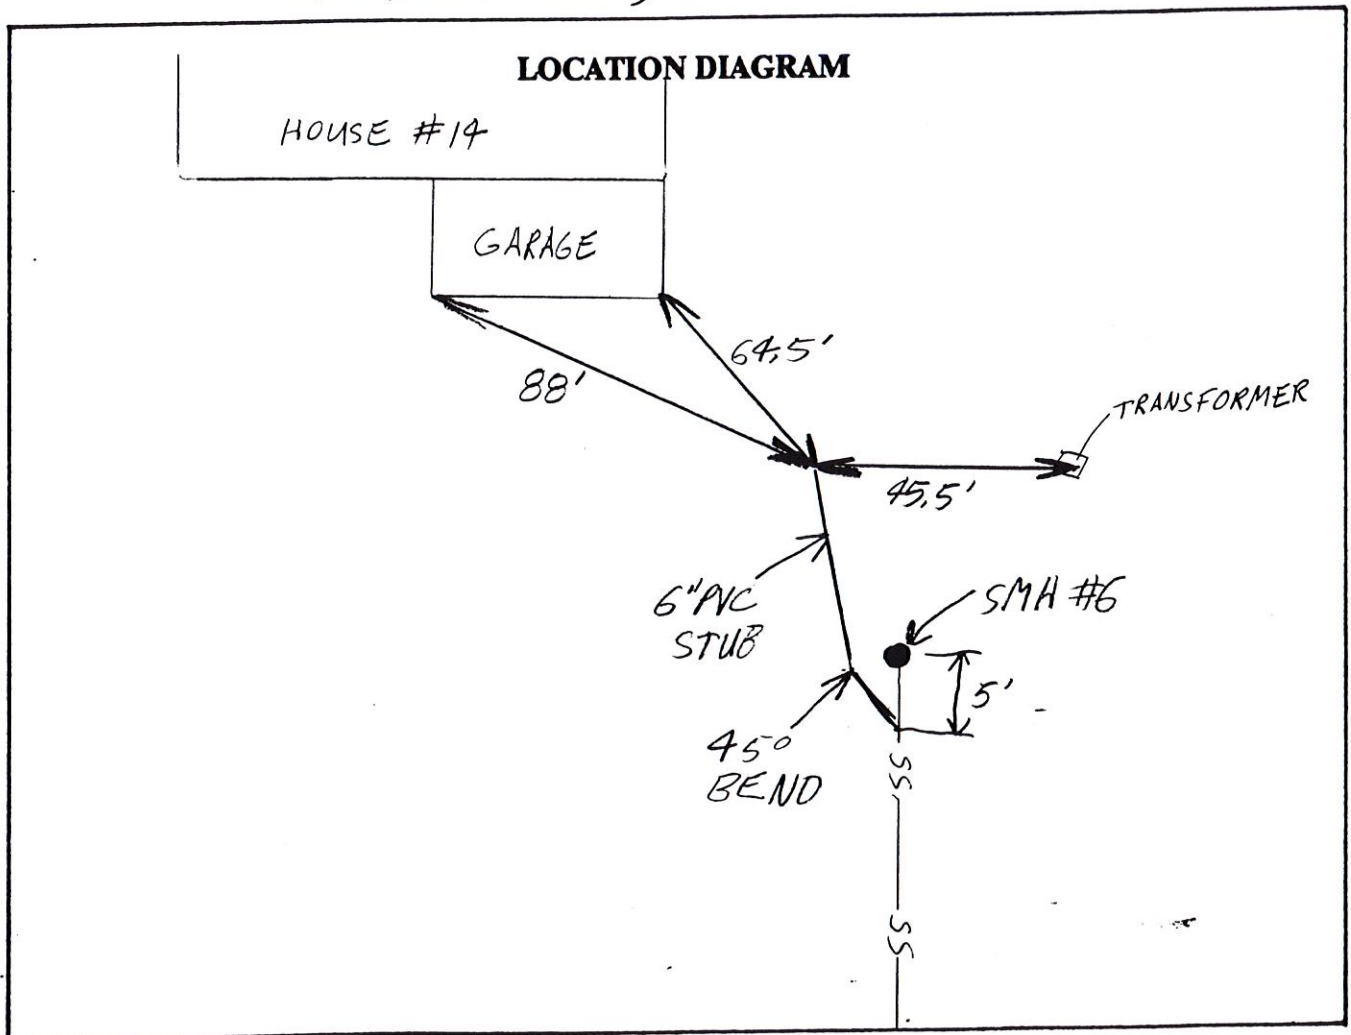 LOCATION DIAGRAM
HOUSE #14
GARAGE
64.5'
88'
TRANSFORMER
45.5'
6" PVC
STUB
SMH #6
5'
45°
BEND
SS
SS